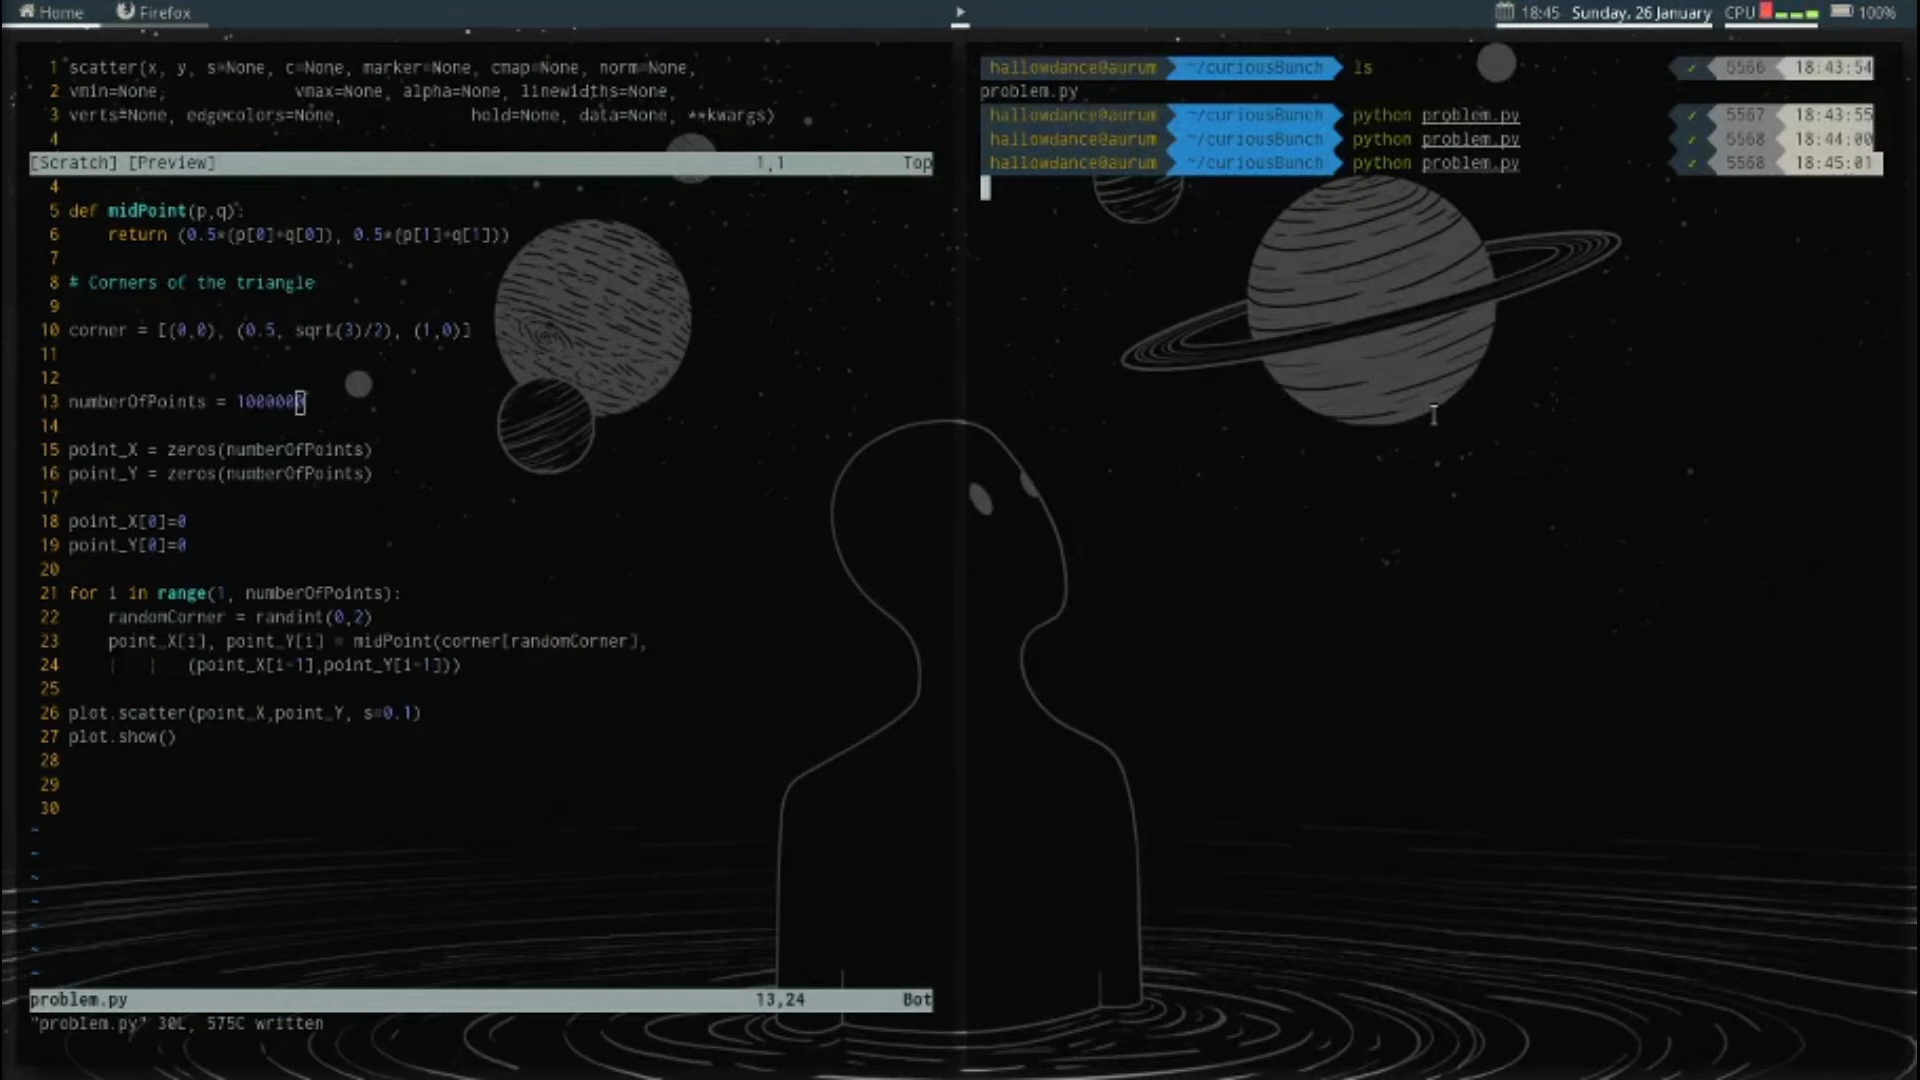 Home Firefox 18:45 Sunday, 26 January CPU 100%
1 scatter(x, y, s=None, c=None, marker=None, cmap=None, norm=None,
2 vmin=None, vmax=None, alpha=None, linewidths=None,
3 verts=None, edgecolors=None, hold=None, data=None, **kwargs)
4
[Scratch] [Preview] 1,1 Top
4
5 def midPoint(p,q):
6 return (0.5*(p[0]+q[0]), 0.5*(p[1]+q[1]))
7
8 # Corners of the triangle
9
10 corner = [(0,0), (0.5, sqrt(3)/2), (1,0)]
11
12
13 numberOfPoints = 1000000
14
15 point_X = zeros(numberOfPoints)
16 point_Y = zeros(numberOfPoints)
17
18 point_X[0]=0
19 point_Y[0]=0
20
21 for i in range(1, numberOfPoints):
22 randomCorner = randint(0,2)
23 point_X[i], point_Y[i] = midPoint(corner[randomCorner],
24 (point_X[i-1],point_Y[i-1]))
25
26 plot.scatter(point_X,point_Y, s=0.1)
27 plot.show()
28
29
30
~
~
~
~
~
~
~
problem.py 13,24 Bot
"problem.py" 30L, 575C written
hallowdance@aurum ~/curiousBunch ls ✓ 5566 18:43:54
problem.py
hallowdance@aurum ~/curiousBunch python problem.py ✓ 5567 18:43:55
hallowdance@aurum ~/curiousBunch python problem.py ✓ 5568 18:44:00
hallowdance@aurum ~/curiousBunch python problem.py ✓ 5568 18:45:01